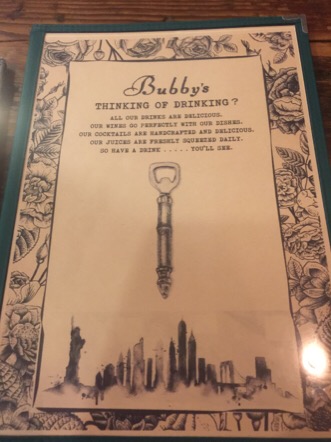 Bubby's
THINKING OF DRINKING?
ALL OUR DRINKS ARE DELICIOUS.
OUR WINES GO PERFECTLY WITH OUR DISHES.
OUR COCKTAILS ARE HANDCRAFTED AND DELICIOUS.
OUR JUICES ARE FRESHLY SQUEEZED DAILY.
GO HAVE A DRINK ..... YOU'LL SEE.